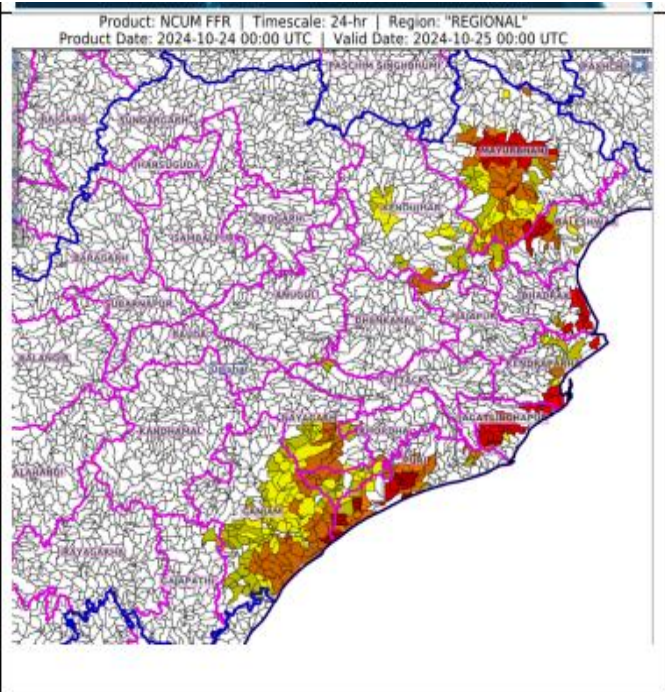 Product: NCUM FFR | Timescale: 24-hr | Region: "REGIONAL"
Product Date: 2024-10-24 00:00 UTC | Valid Date: 2024-10-25 00:00 UTC
PASCHIM SINGHBHUM
SUNDARGARH
MAYURBHANJ
JHARSUGUDA
KENDUJHAR
BALESHWAR
DEOGARH
SAMBALPUR
BARAGARH
ANUGUL
BHADRAK
SUBARNAPUR
DHENKANAL
JAJAPUR
BAUDH
BALANGIR
KENDRAPARA
CUTTACK
NAYAGARH
KHORDHA
JAGATSINGHAPUR
KANDHAMAL
GANJAM
RAYAGADA
GAJAPATI